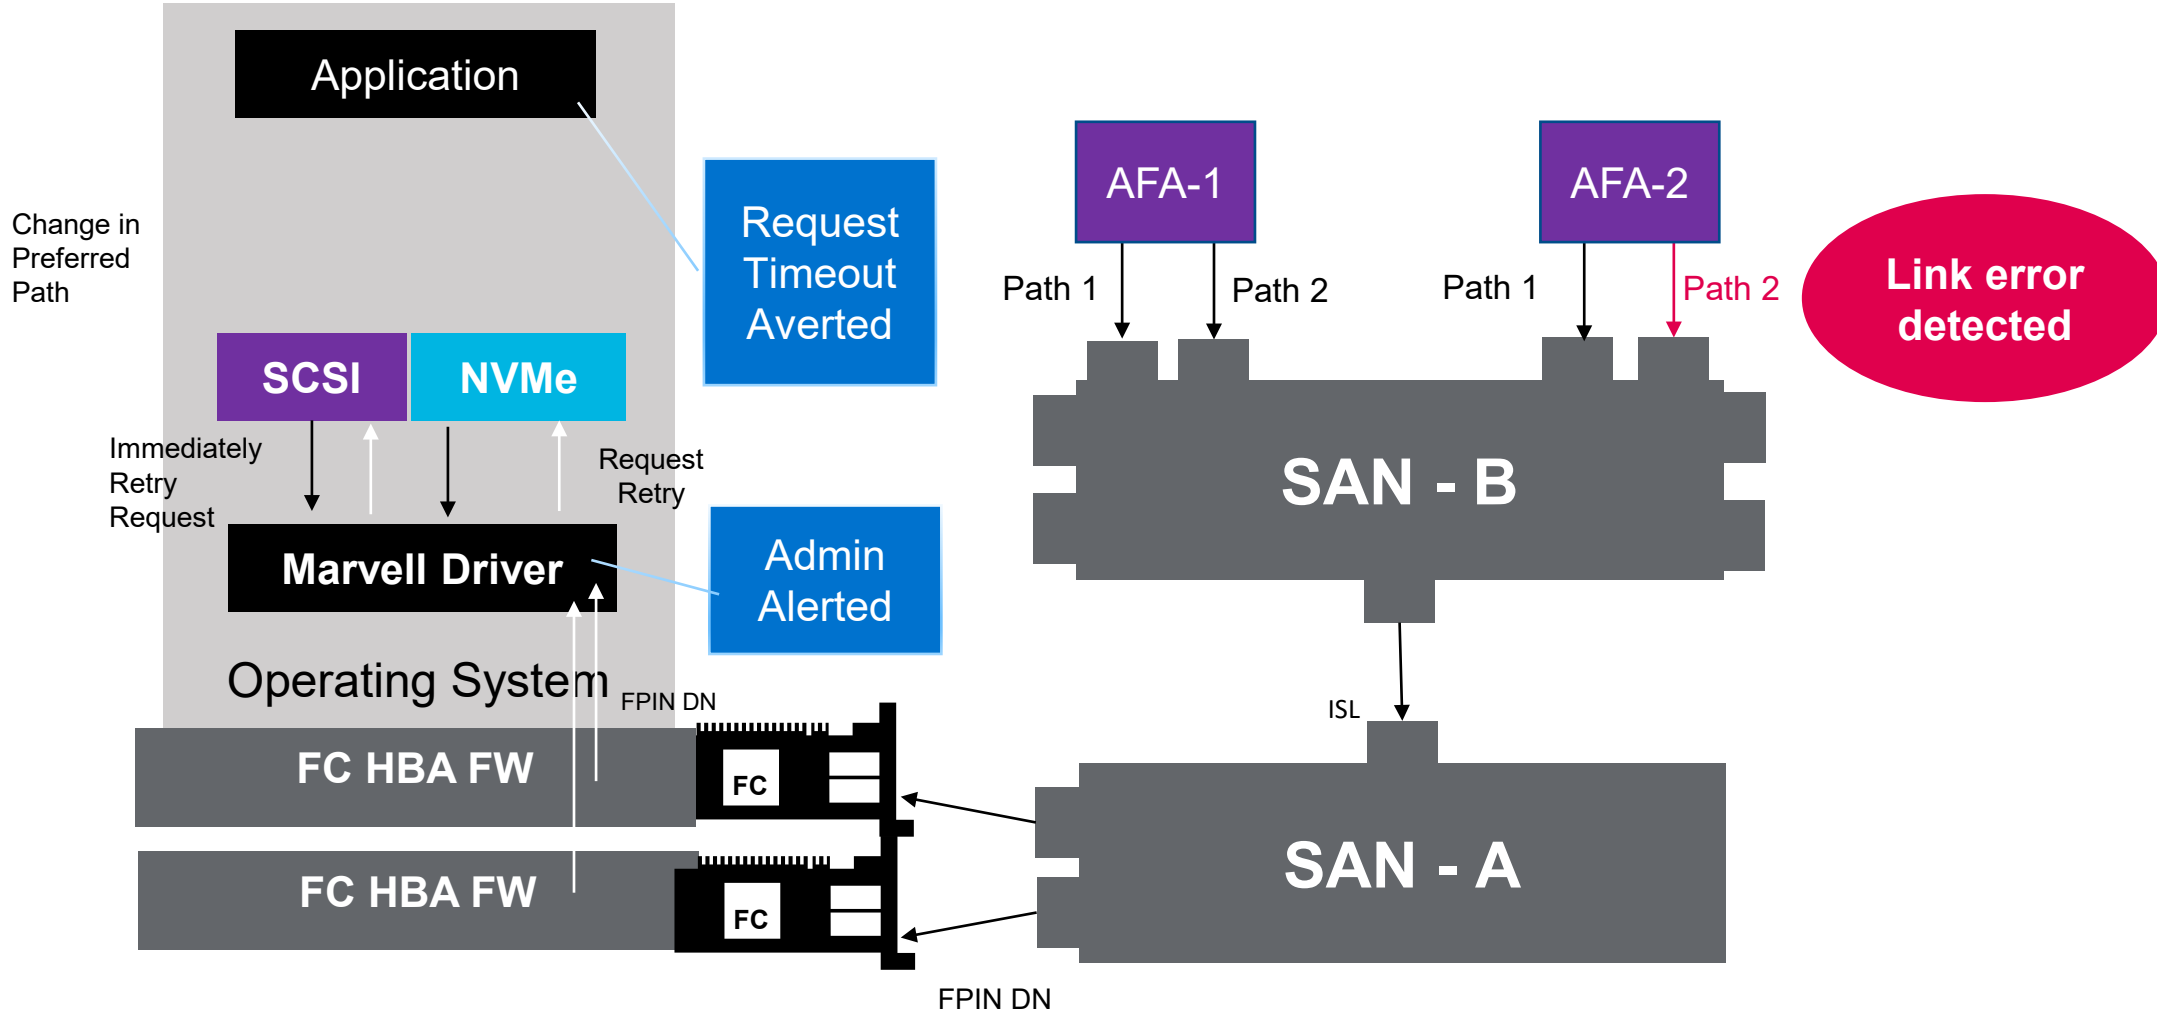 Application
Change in
Preferred
Path
Request
Timeout
Averted
AFA-1
AFA-2
Path 1
Path 2
Path 1
Path 2
Link error
detected
SCSI
NVMe
Immediately
Retry
Request
Request
Retry
Marvell Driver
Admin
Alerted
SAN - B
Operating System
FPIN DN
ISL
FC HBA FW
FC
SAN - A
FC HBA FW
FC
FPIN DN